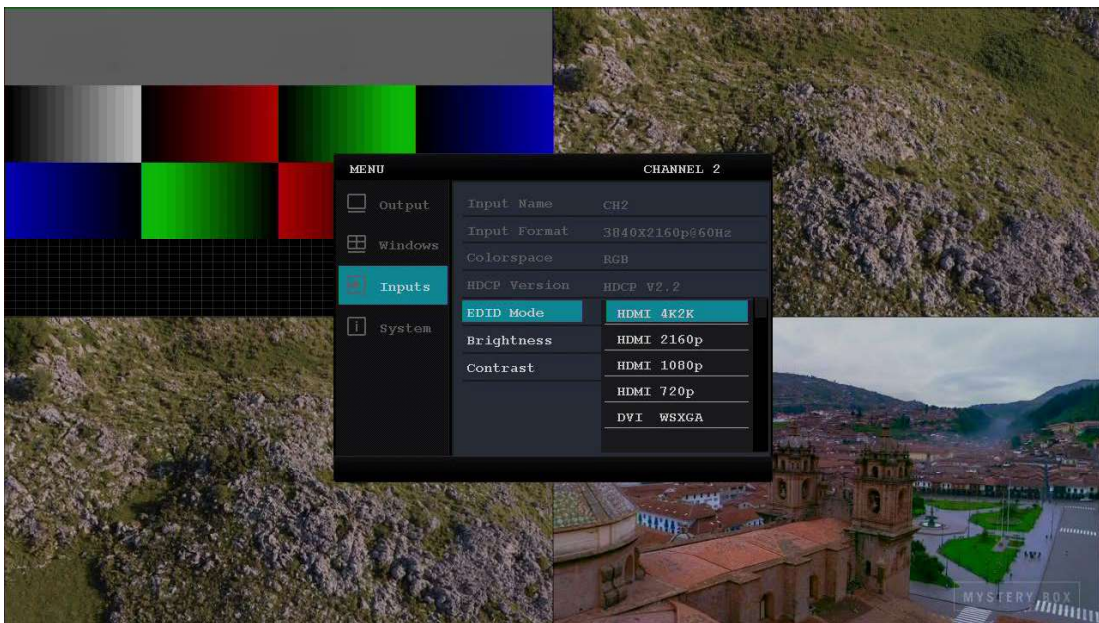 MENU CHANNEL 2
Output
Windows
Inputs
System
Input Name CH2
Input Format 3840X2160p@60Hz
Colorspace RGB
HDCP Version HDCP V2.2
EDID Mode HDMI 4K2K
Brightness HDMI 2160p
Contrast HDMI 1080p
HDMI 720p
DVI WSXGA
MYSTERY BOX